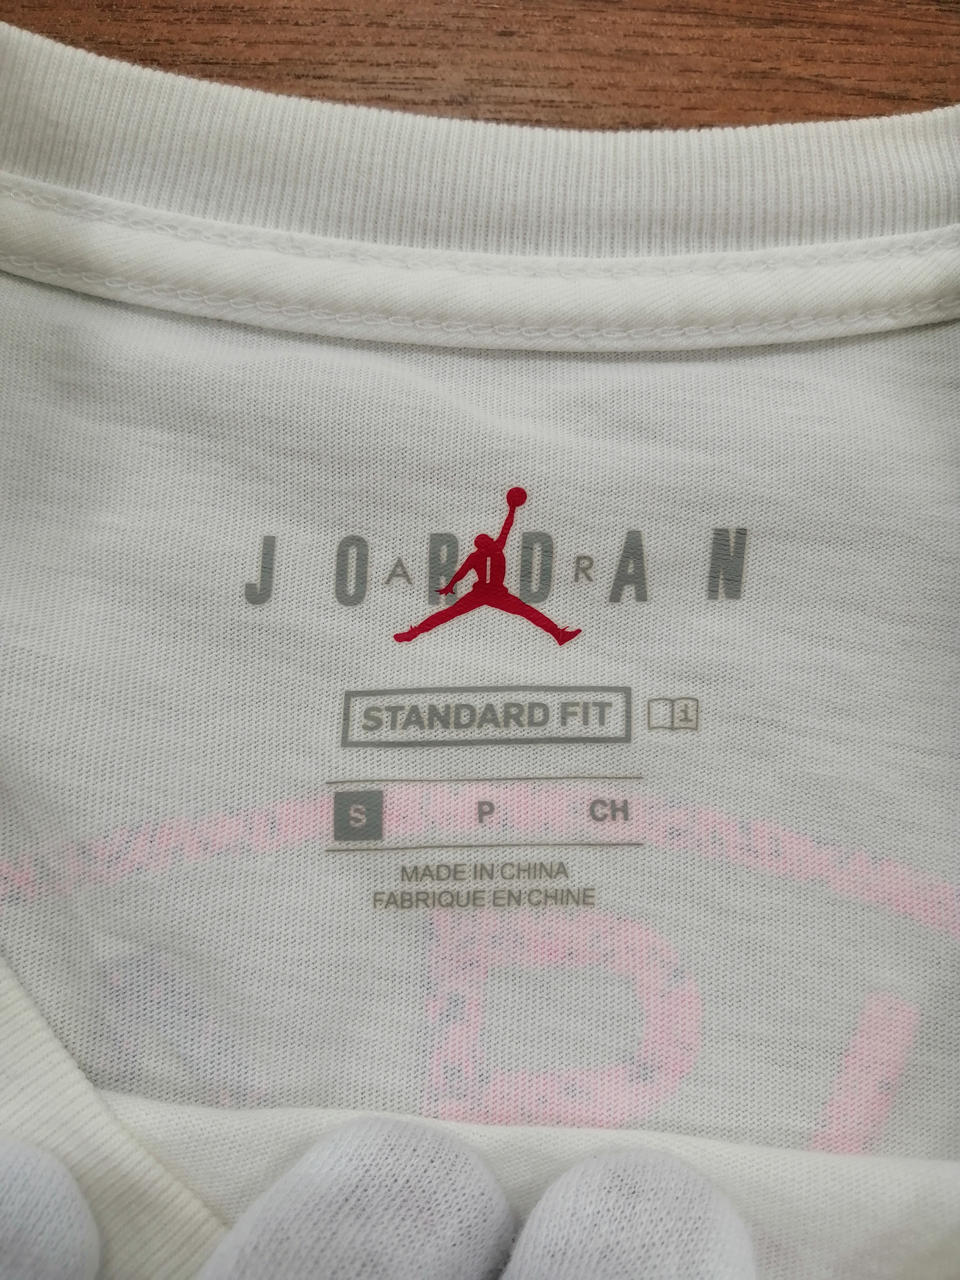 JORDAN
AIR
STANDARD FIT i
S P CH
MADE IN CHINA
FABRIQUE EN CHINE